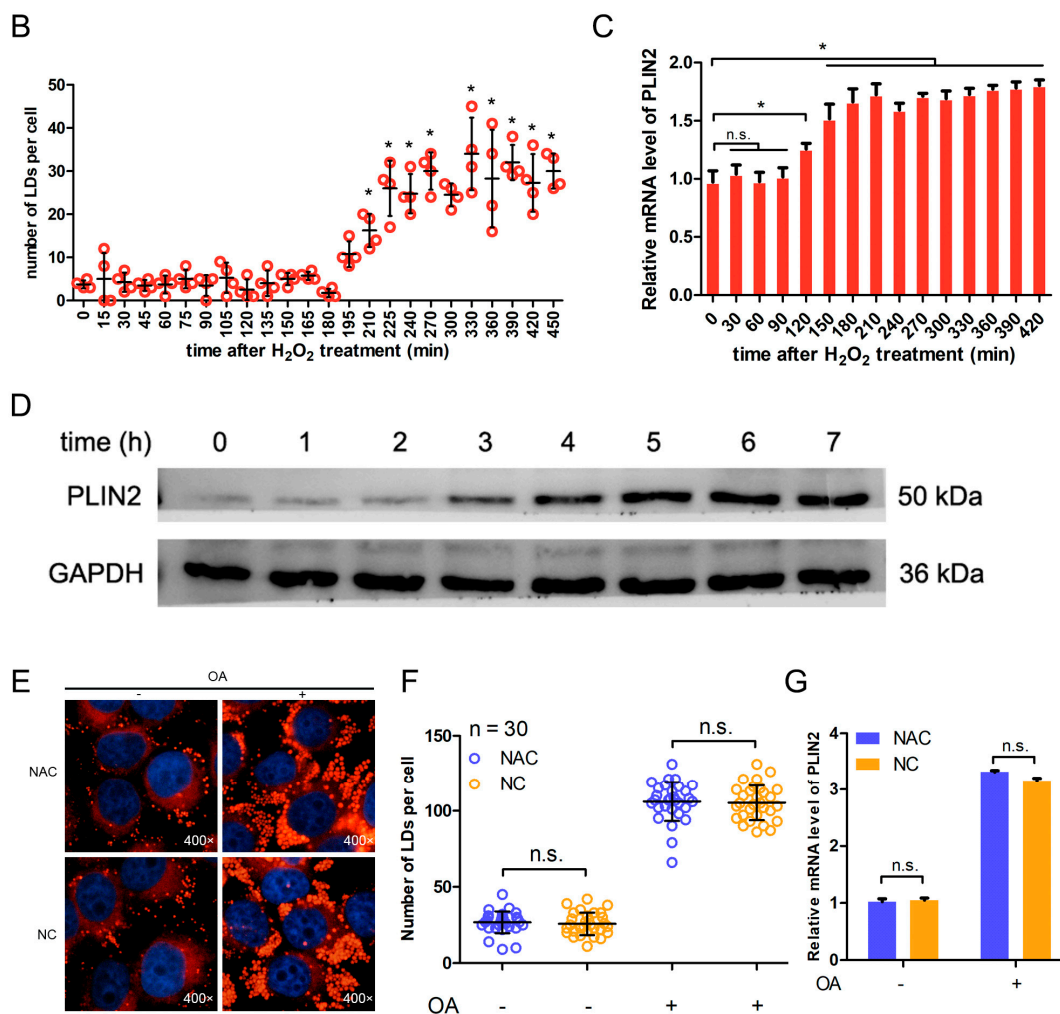 B
number of LDs per cell
50
40
30
20
10
0
* * * * * * * * *
0 15 30 45 60 75 90 105 120 135 150 165 180 195 210 225 240 270 300 330 360 390 420 450
time after H₂O₂ treatment (min)
C
Relative mRNA level of PLIN2
2.0
1.5
1.0
0.5
0.0
*
*
n.s.
0 30 60 90 120 150 180 210 240 270 300 330 360 390 420
time after H₂O₂ treatment (min)
D
time (h) 0 1 2 3 4 5 6 7
PLIN2 50 kDa
GAPDH 36 kDa
E
OA
- +
NAC 400× 400×
NC 400× 400×
F
Number of LDs per cell
150
100
50
0
n = 30
NAC
NC
n.s.
n.s.
OA - - + +
G
Relative mRNA level of PLIN2
4
3
2
1
0
NAC
NC
n.s.
n.s.
OA - +